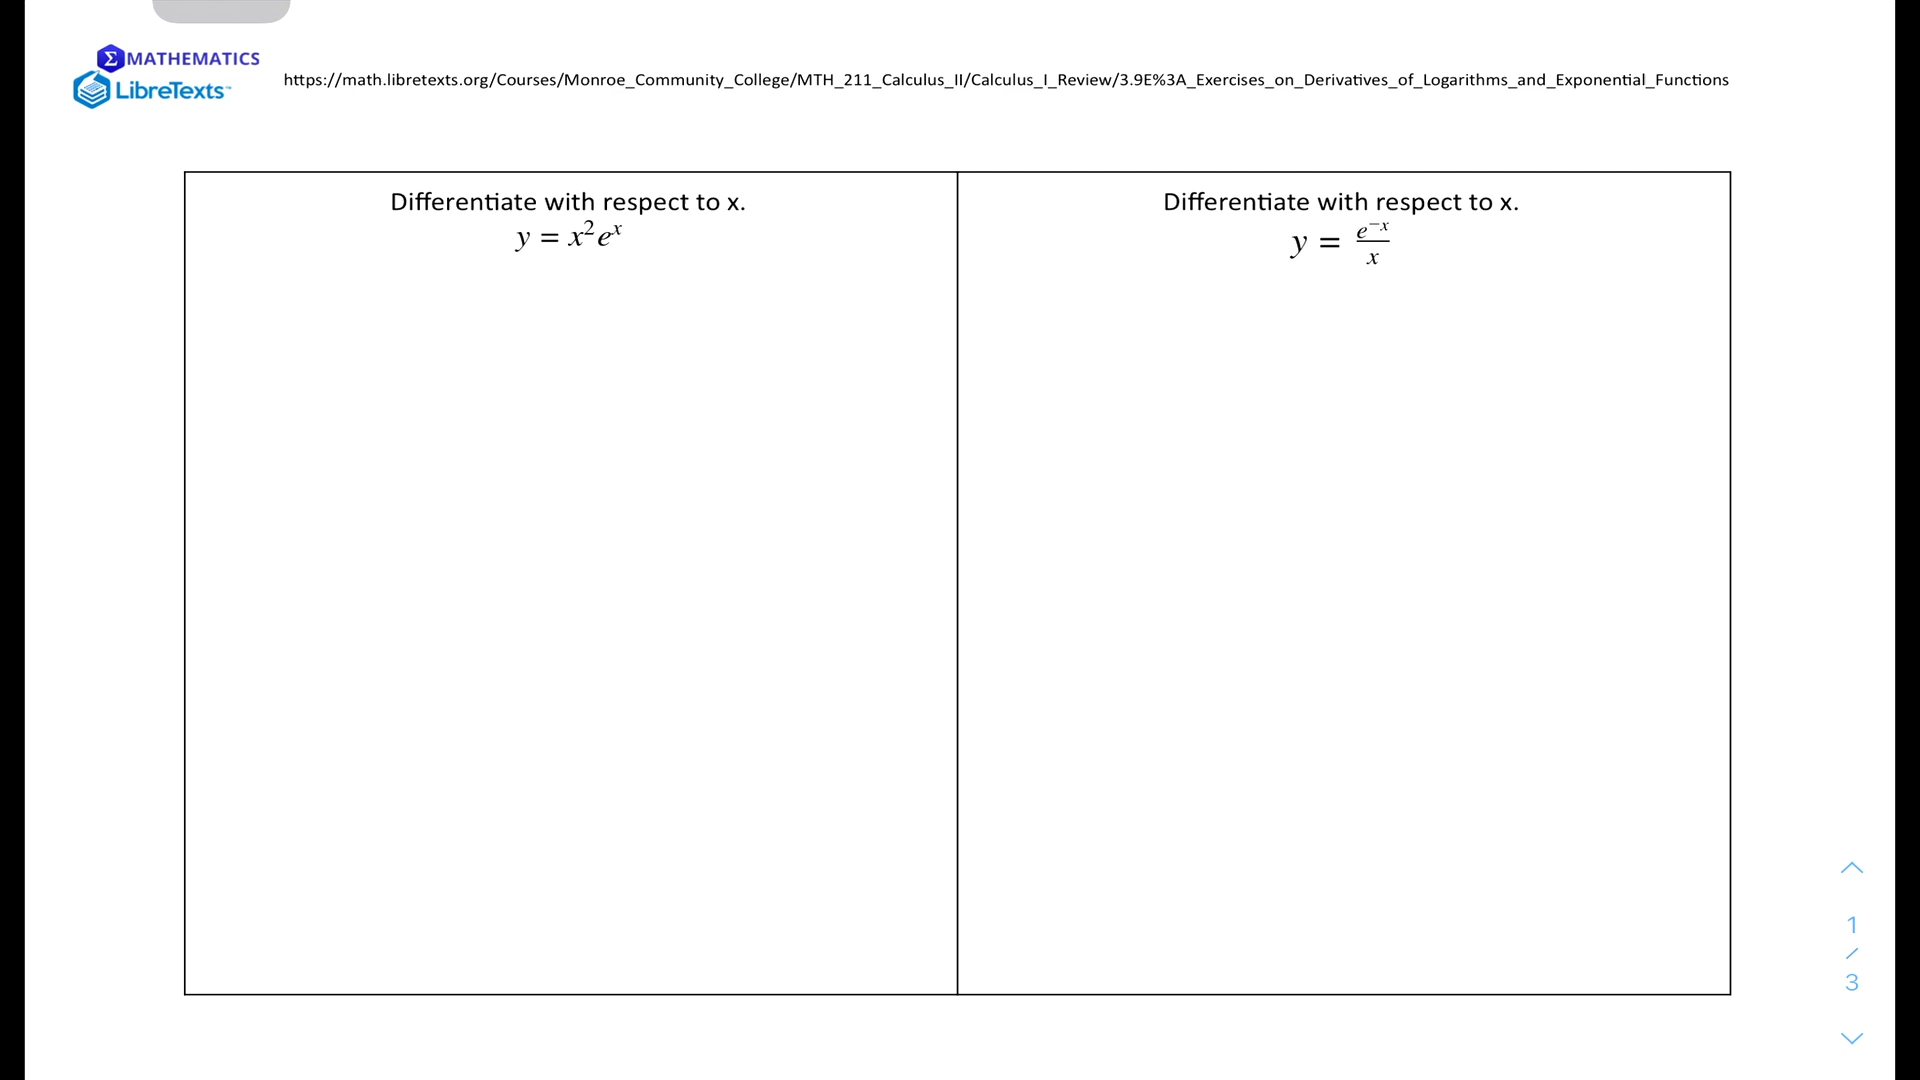 MATHEMATICS
LibreTexts™
https://math.libretexts.org/Courses/Monroe_Community_College/MTH_211_Calculus_II/Calculus_I_Review/3.9E%3A_Exercises_on_Derivatives_of_Logarithms_and_Exponential_Functions
Differentiate with respect to x.
y = x²eˣ
Differentiate with respect to x.
y = e⁻ˣ/x
1
/
3